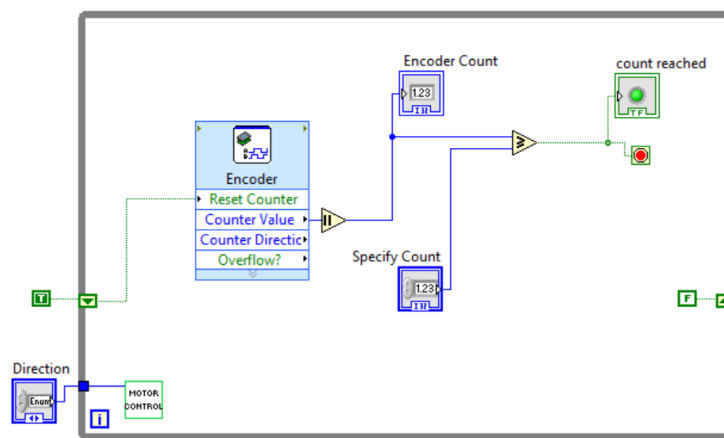 Encoder Count
count reached
1.23
TF
Encoder
Reset Counter
Counter Value
Counter Directic
Overflow?
Specify Count
1.23
T
F
Direction
Enum
MOTOR
CONTROL
i